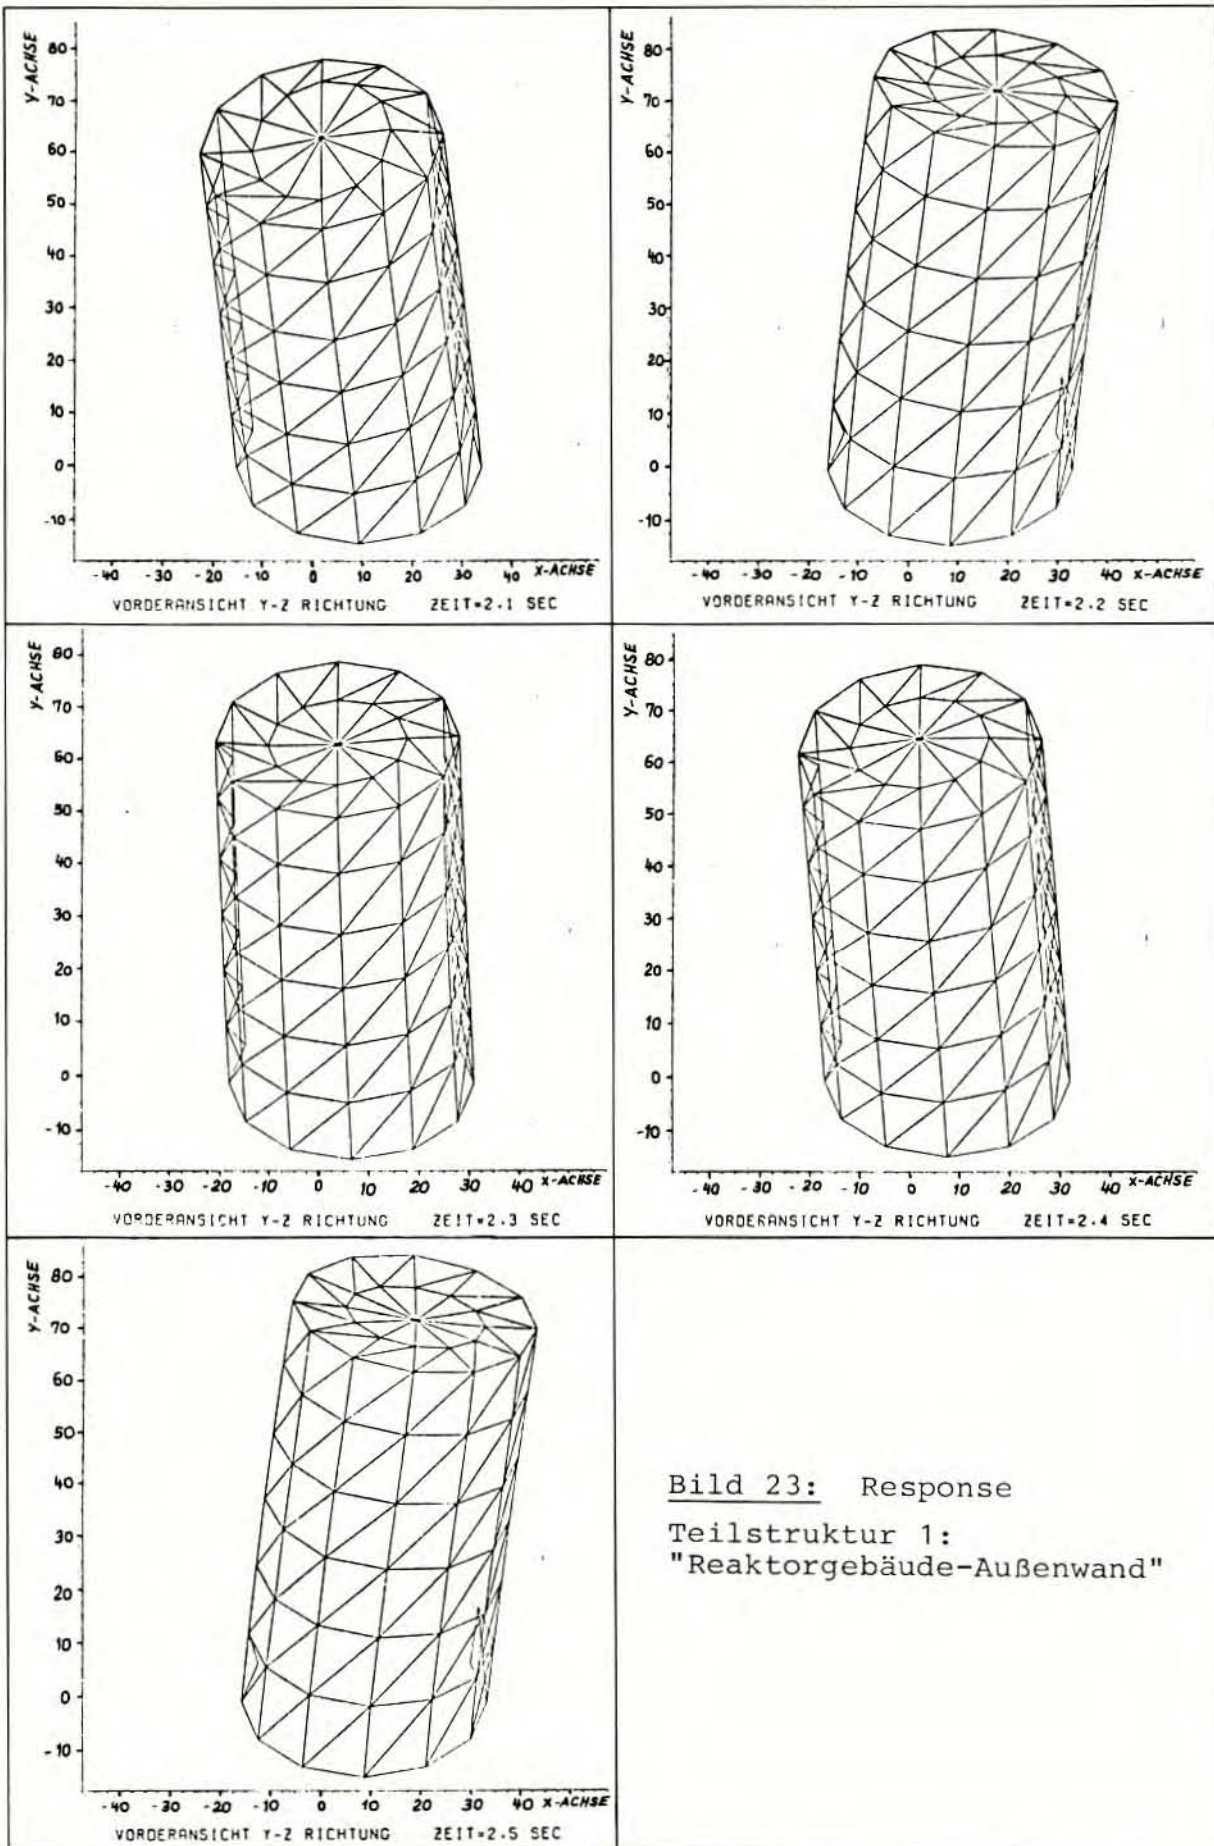 Y-ACHSE
80
70
60
50
40
30
20
10
0
-10
-40 -30 -20 -10 0 10 20 30 40 X-ACHSE
VORDERANSICHT Y-Z RICHTUNG ZEIT=2.1 SEC
Y-ACHSE
80
70
60
50
40
30
20
10
0
-10
-40 -30 -20 -10 0 10 20 30 40 X-ACHSE
VORDERANSICHT Y-Z RICHTUNG ZEIT=2.2 SEC
Y-ACHSE
80
70
60
50
40
30
20
10
0
-10
-40 -30 -20 -10 0 10 20 30 40 X-ACHSE
VORDERANSICHT Y-Z RICHTUNG ZEIT=2.3 SEC
Y-ACHSE
80
70
60
50
40
30
20
10
0
-10
-40 -30 -20 -10 0 10 20 30 40 X-ACHSE
VORDERANSICHT Y-Z RICHTUNG ZEIT=2.4 SEC
Y-ACHSE
80
70
60
50
40
30
20
10
0
-10
-40 -30 -20 -10 0 10 20 30 40 X-ACHSE
VORDERANSICHT Y-Z RICHTUNG ZEIT=2.5 SEC
Bild 23: Response
Teilstruktur 1:
"Reaktorgebäude-Außenwand"